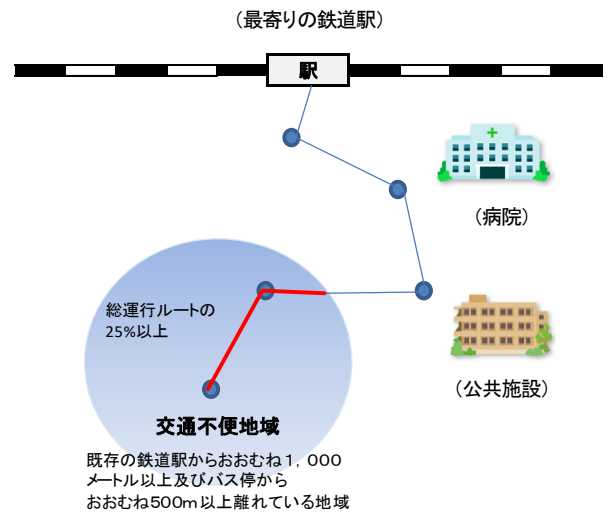 （最寄りの鉄道駅）
駅
（病院）
総運行ルートの
25%以上
（公共施設）
交通不便地域
既存の鉄道駅からおおむね１，０００
メートル以上及びバス停から
おおむね500ｍ以上離れている地域